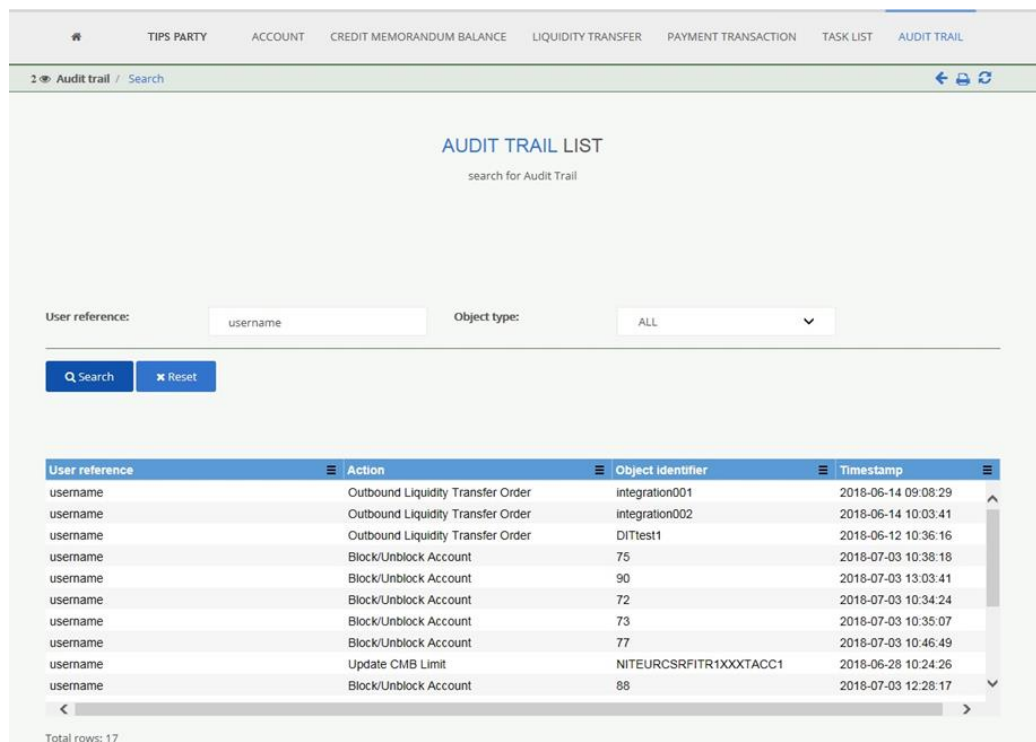 TIPS PARTY ACCOUNT CREDIT MEMORANDUM BALANCE LIQUIDITY TRANSFER PAYMENT TRANSACTION TASK LIST AUDIT TRAIL
2 Audit trail / Search
AUDIT TRAIL LIST
search for Audit Trail
User reference: username Object type: ALL
Search Reset
User reference Action Object identifier Timestamp
username Outbound Liquidity Transfer Order integration001 2018-06-14 09:08:29
username Outbound Liquidity Transfer Order integration002 2018-06-14 10:03:41
username Outbound Liquidity Transfer Order DITtest1 2018-06-12 10:36:16
username Block/Unblock Account 75 2018-07-03 10:38:18
username Block/Unblock Account 90 2018-07-03 13:03:41
username Block/Unblock Account 72 2018-07-03 10:34:24
username Block/Unblock Account 73 2018-07-03 10:35:07
username Block/Unblock Account 77 2018-07-03 10:46:49
username Update CMB Limit NITEURCSRFITR1XXXTACC1 2018-06-28 10:24:26
username Block/Unblock Account 88 2018-07-03 12:28:17
Total rows: 17